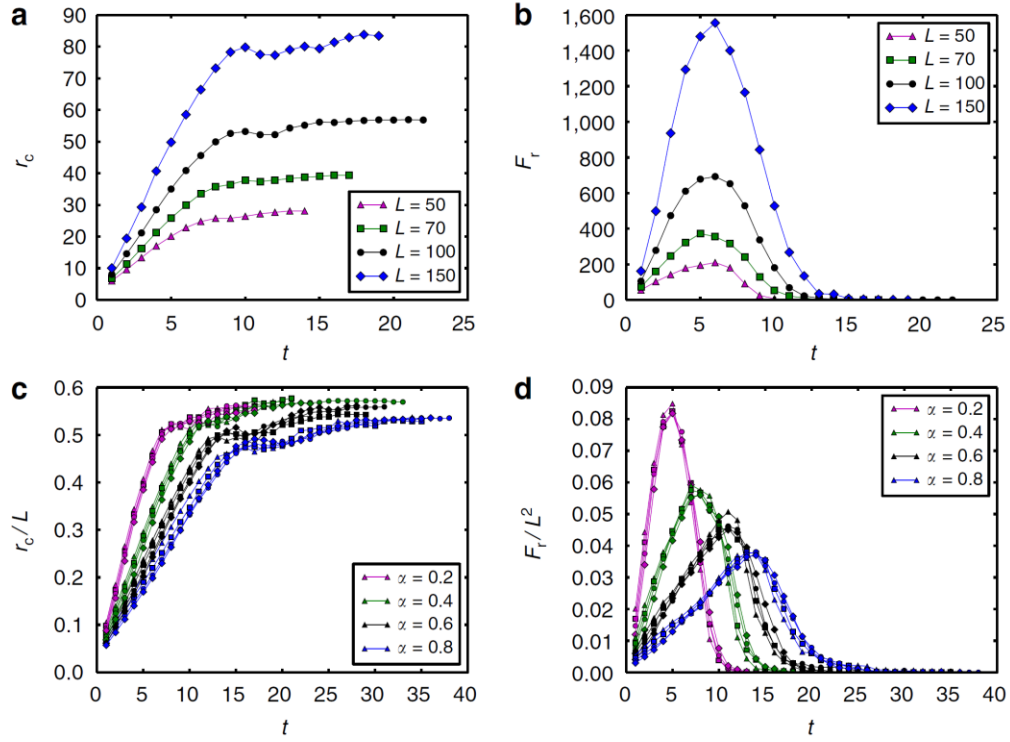 a
90
80
70
60
50
40
30
20
10
0
r_c
0 5 10 15 20 25
t
L = 50
L = 70
L = 100
L = 150
b
1,600
1,400
1,200
1,000
800
600
400
200
0
F_r
0 5 10 15 20 25
t
L = 50
L = 70
L = 100
L = 150
c
0.6
0.5
0.4
0.3
0.2
0.1
0.0
r_c/L
0 5 10 15 20 25 30 35 40
t
α = 0.2
α = 0.4
α = 0.6
α = 0.8
d
0.09
0.08
0.07
0.06
0.05
0.04
0.03
0.02
0.01
0.00
F_r/L²
0 5 10 15 20 25 30 35 40
t
α = 0.2
α = 0.4
α = 0.6
α = 0.8